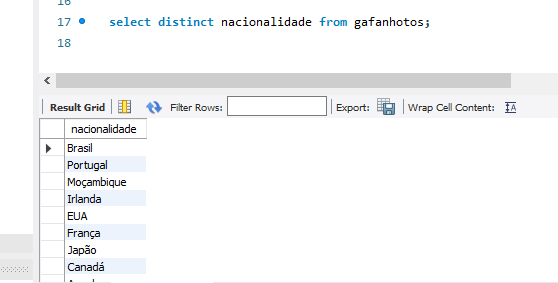 16
17 select distinct nacionalidade from gafanhotos;
18
Result Grid Filter Rows: Export: Wrap Cell Content:
nacionalidade
Brasil
Portugal
Moçambique
Irlanda
EUA
França
Japão
Canadá